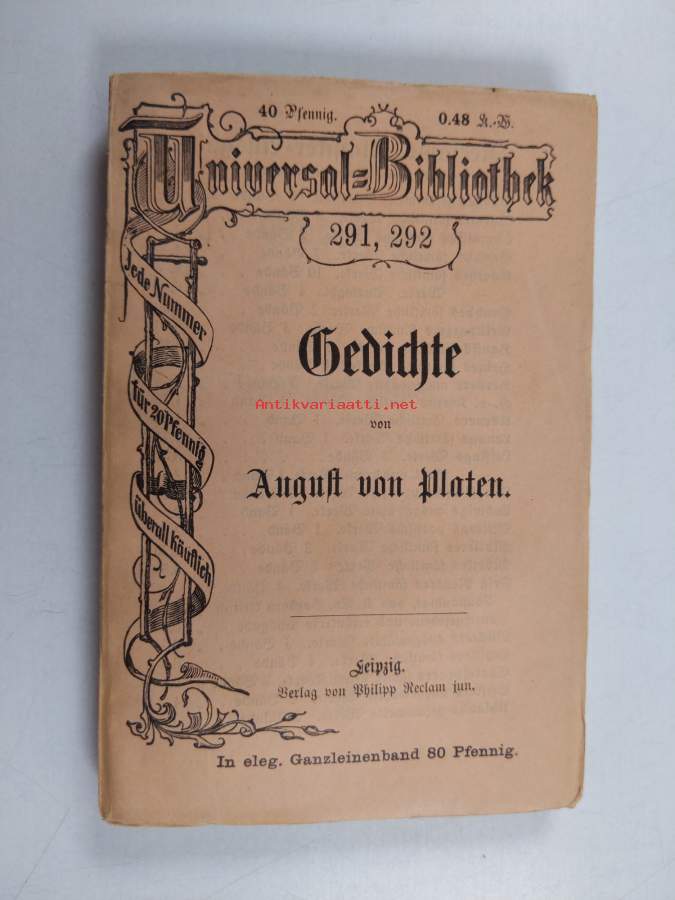 40 Pfennig. 0.48 K.-W.
Universal=Bibliothek
291, 292
Jede Nummer
für 20 Pfennig
überall käuflich
Gedichte
Antikvariaatti.net
von
August von Platen.
Leipzig.
Verlag von Philipp Reclam jun.
In eleg. Ganzleinenband 80 Pfennig.